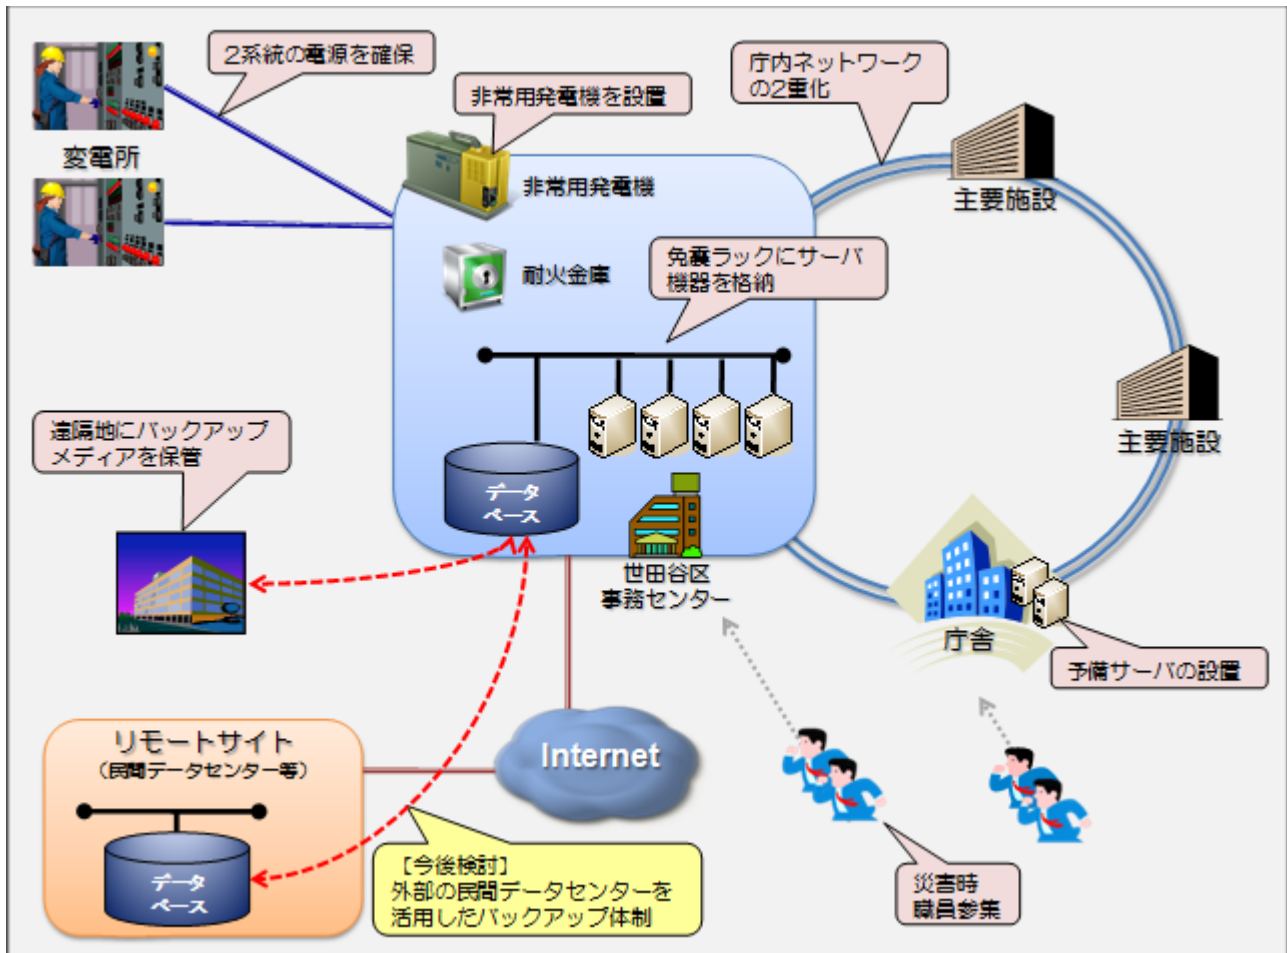 2系統の電源を確保
非常用発電機を設置
庁内ネットワーク
の2重化
変電所
非常用発電機
主要施設
耐火金庫
免震ラックにサーバ
機器を格納
主要施設
遠隔地にバックアップ
メディアを保管
データ
ベース
世田谷区
事務センター
庁舎
予備サーバの設置
リモートサイト
（民間データセンター等）
Internet
データ
ベース
【今後検討】
外部の民間データセンターを
活用したバックアップ体制
災害時
職員参集